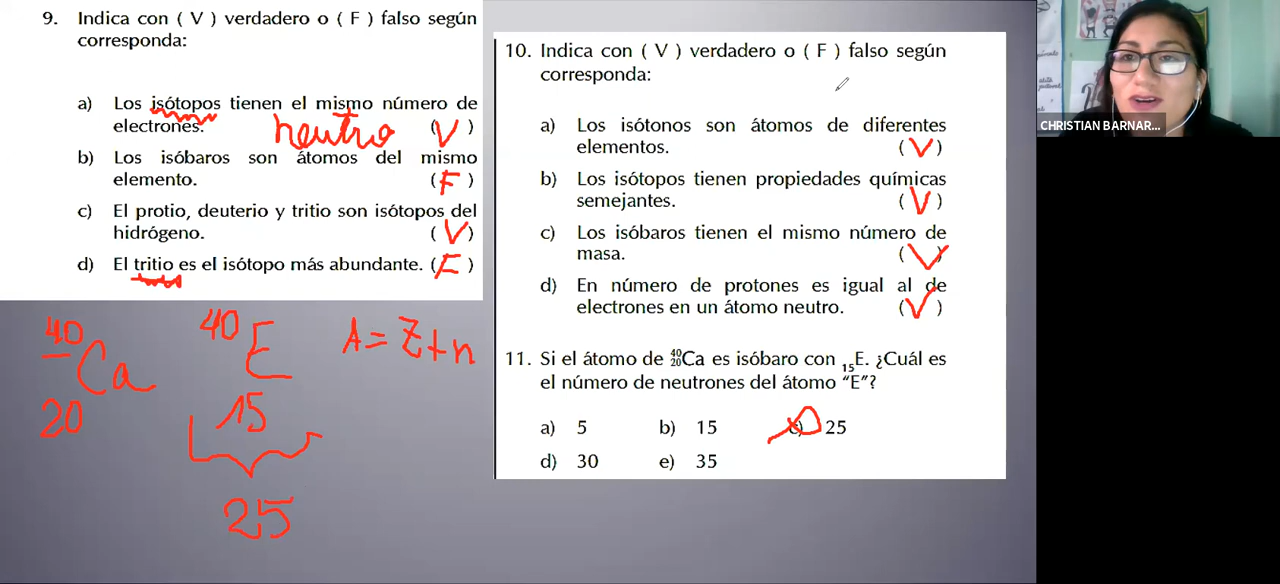 9. Indica con ( V ) verdadero o ( F ) falso según
corresponda:
a) Los isótopos tienen el mismo número de
electrones. neutro ( V )
b) Los isóbaros son átomos del mismo
elemento. ( F )
c) El protio, deuterio y tritio son isótopos del
hidrógeno. ( V )
d) El tritio es el isótopo más abundante. ( F )
40
Ca
20
40
E
15
25
A = Z + n
10. Indica con ( V ) verdadero o ( F ) falso según
corresponda:
a) Los isótonos son átomos de diferentes
elementos. ( V )
b) Los isótopos tienen propiedades químicas
semejantes. ( V )
c) Los isóbaros tienen el mismo número de
masa. ( V )
d) En número de protones es igual al de
electrones en un átomo neutro. ( V )
11. Si el átomo de ⁴⁰₂₀Ca es isóbaro con ₁₅E. ¿Cuál es
el número de neutrones del átomo “E”?
a) 5 b) 15 c) 25
d) 30 e) 35
CHRISTIAN BARNAR...